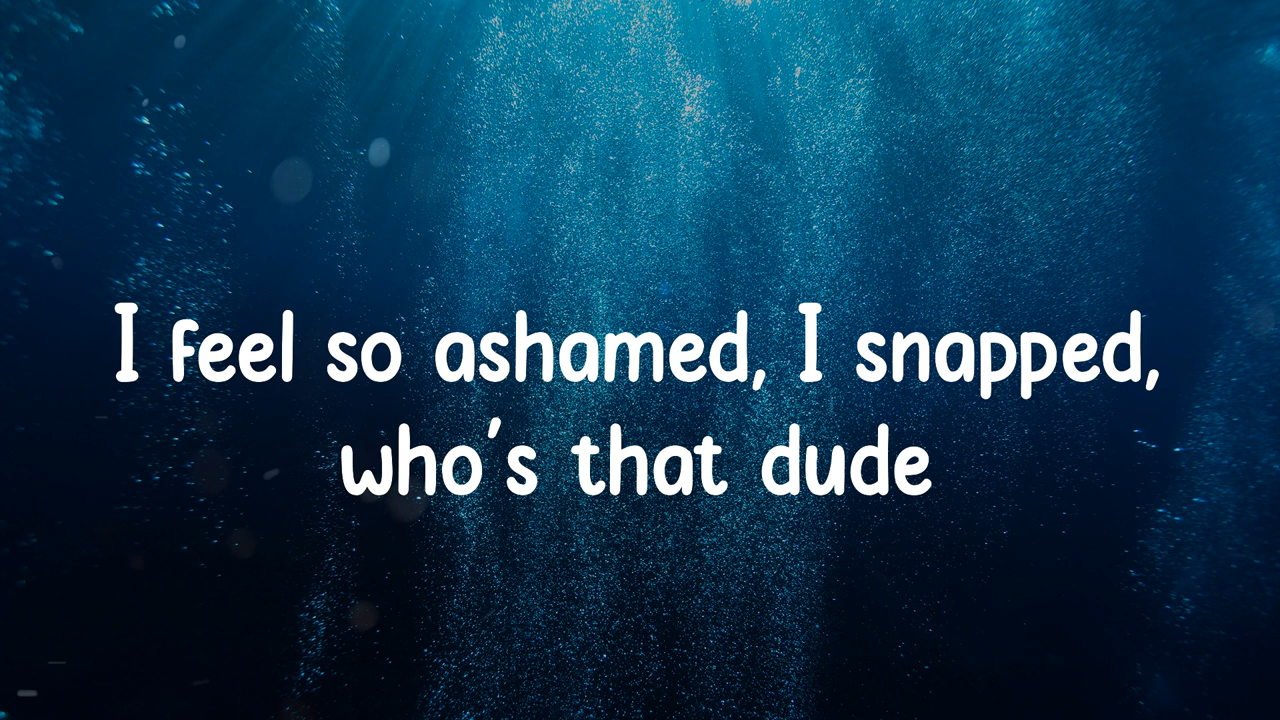 I feel so ashamed, I snapped,
who's that dude